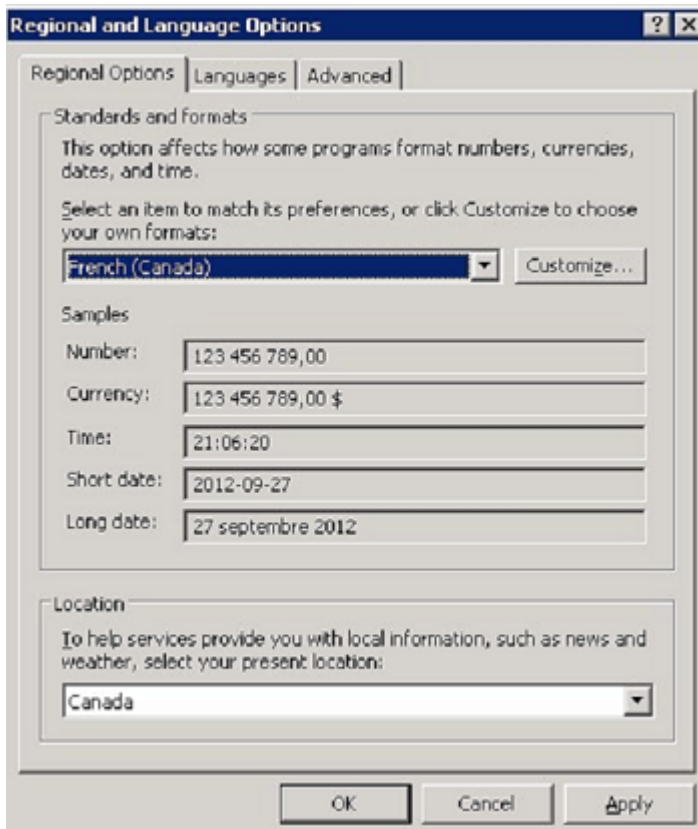 Regional and Language Options
Regional Options Languages Advanced
Standards and formats
This option affects how some programs format numbers, currencies,
dates, and time.
Select an item to match its preferences, or click Customize to choose
your own formats:
French (Canada) Customize...
Samples
Number: 123 456 789,00
Currency: 123 456 789,00 $
Time: 21:06:20
Short date: 2012-09-27
Long date: 27 septembre 2012
Location
To help services provide you with local information, such as news and
weather, select your present location:
Canada
OK Cancel Apply